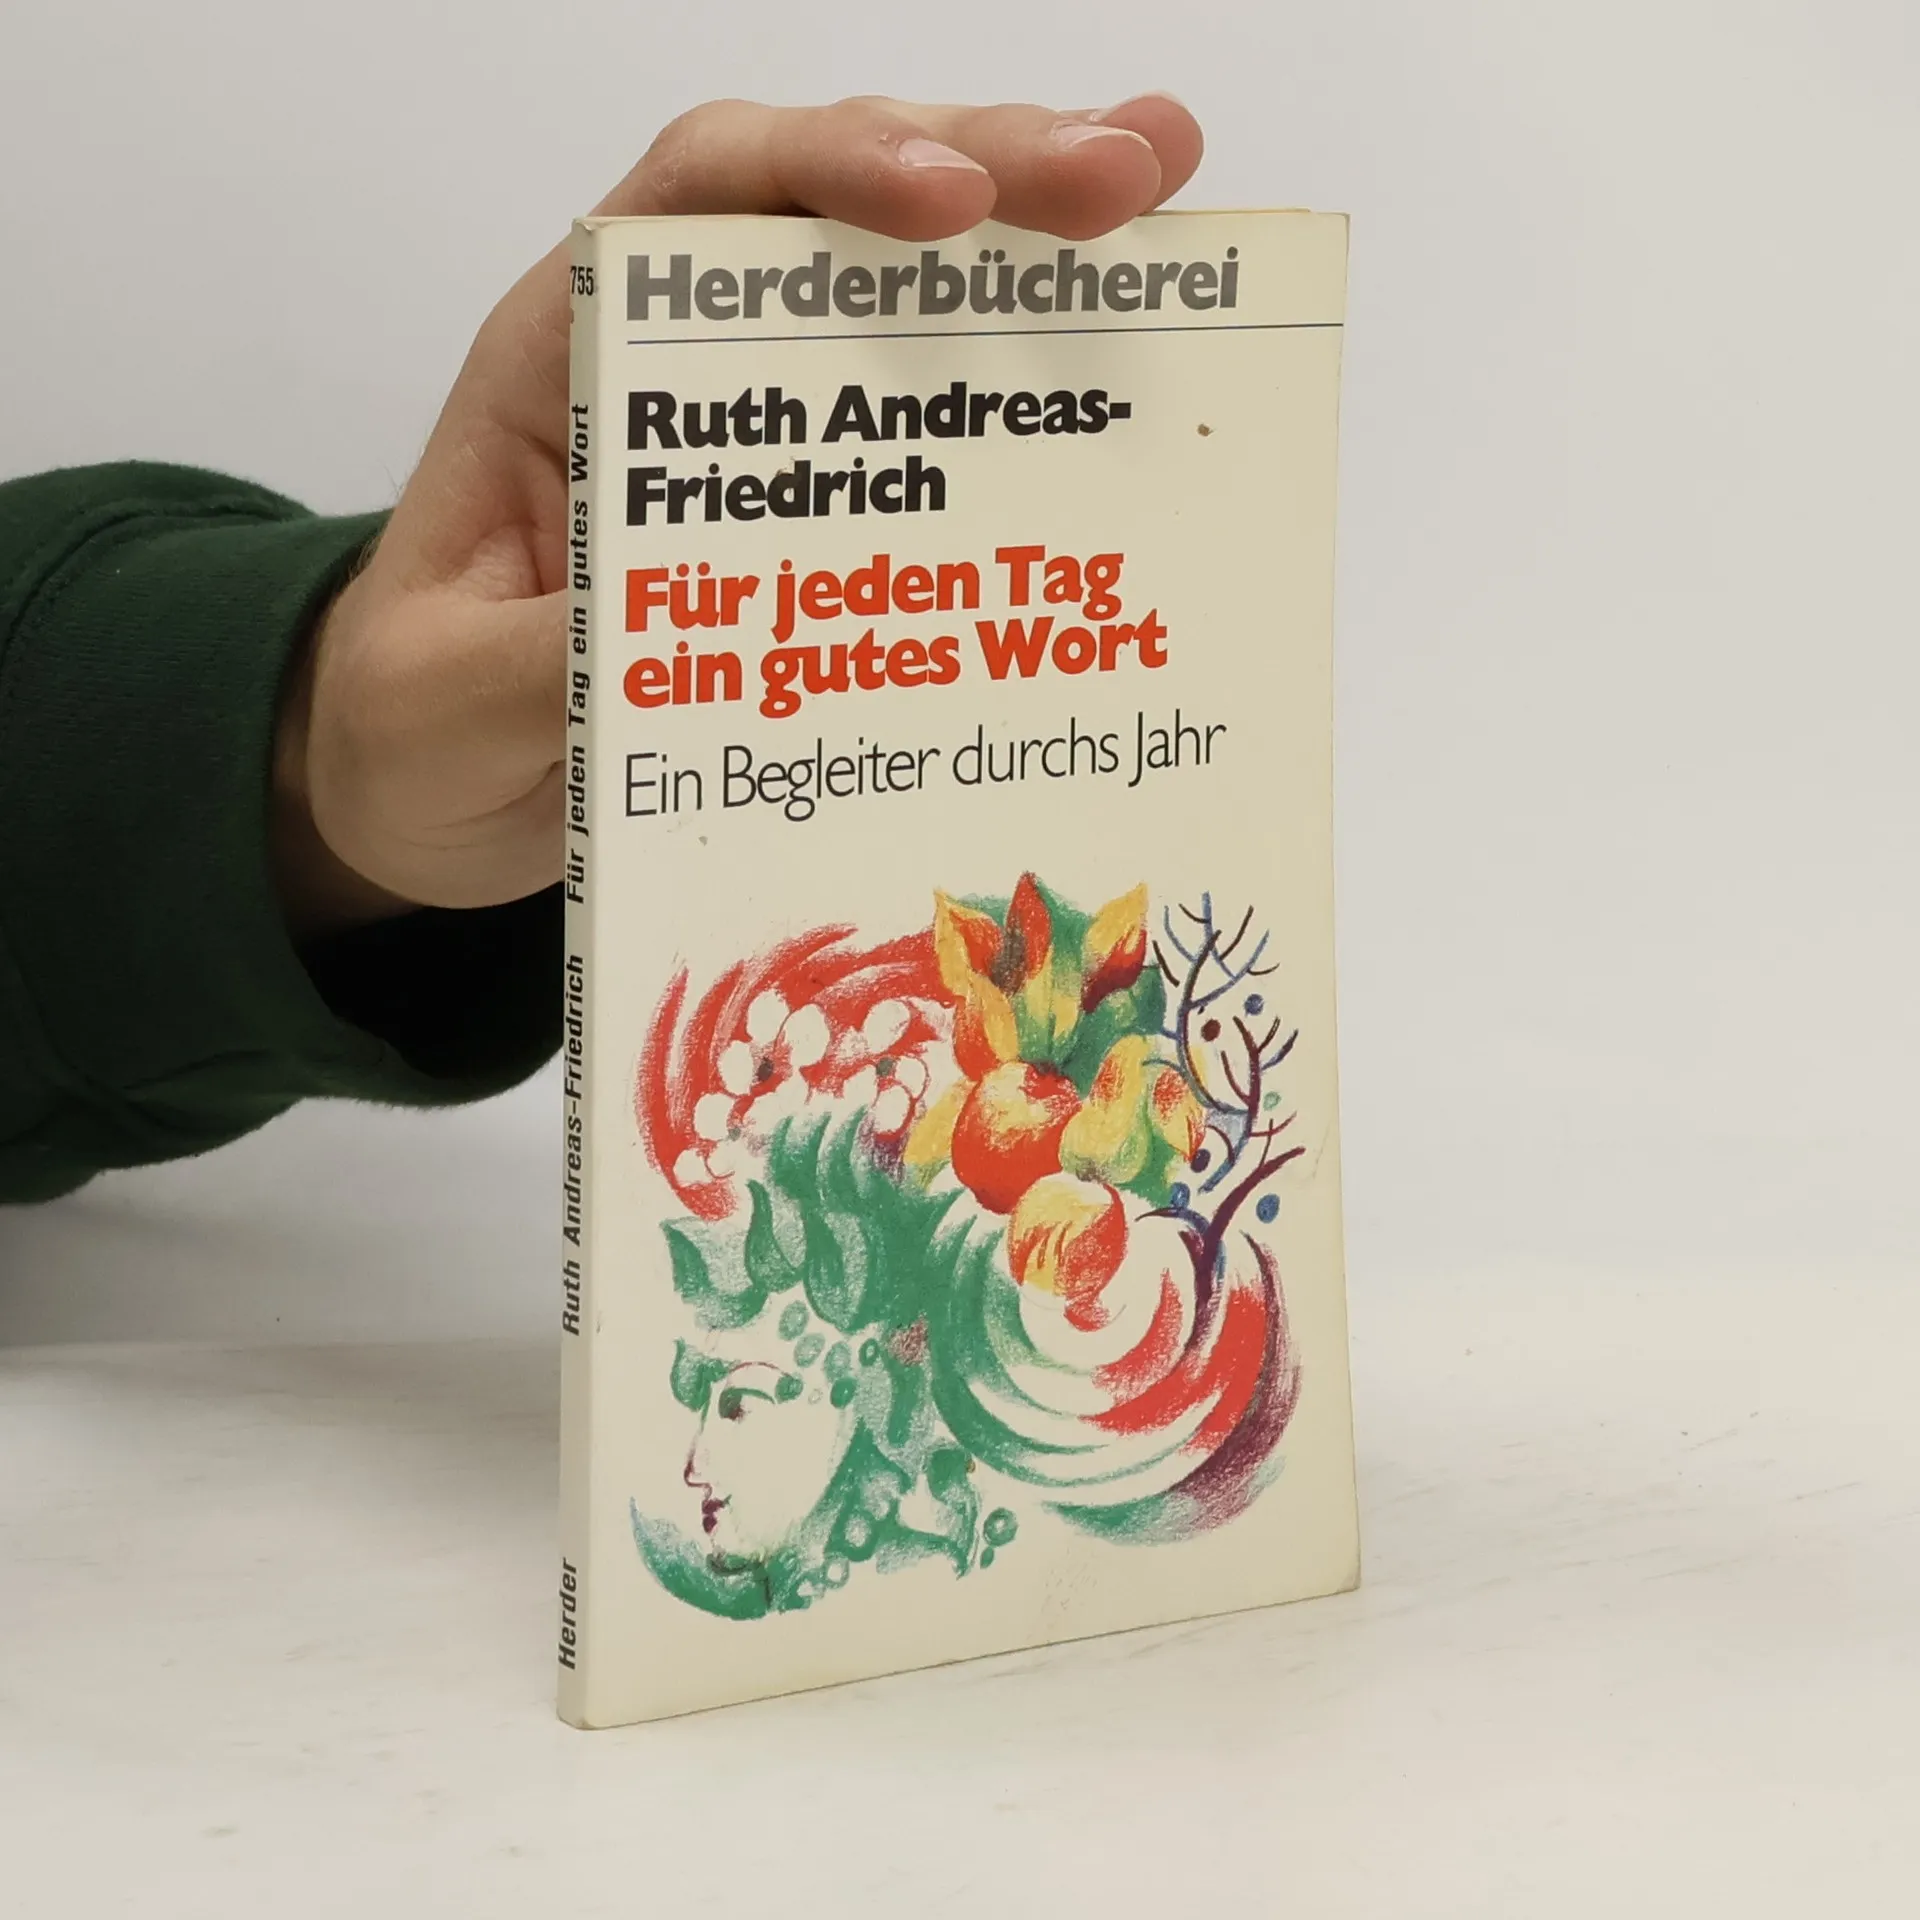 Herderbücherei
Ruth Andreas-
Friedrich
Für jeden Tag
ein gutes Wort
Ein Begleiter durchs Jahr
755
Ruth Andreas-Friedrich Für jeden Tag ein gutes Wort
Herder